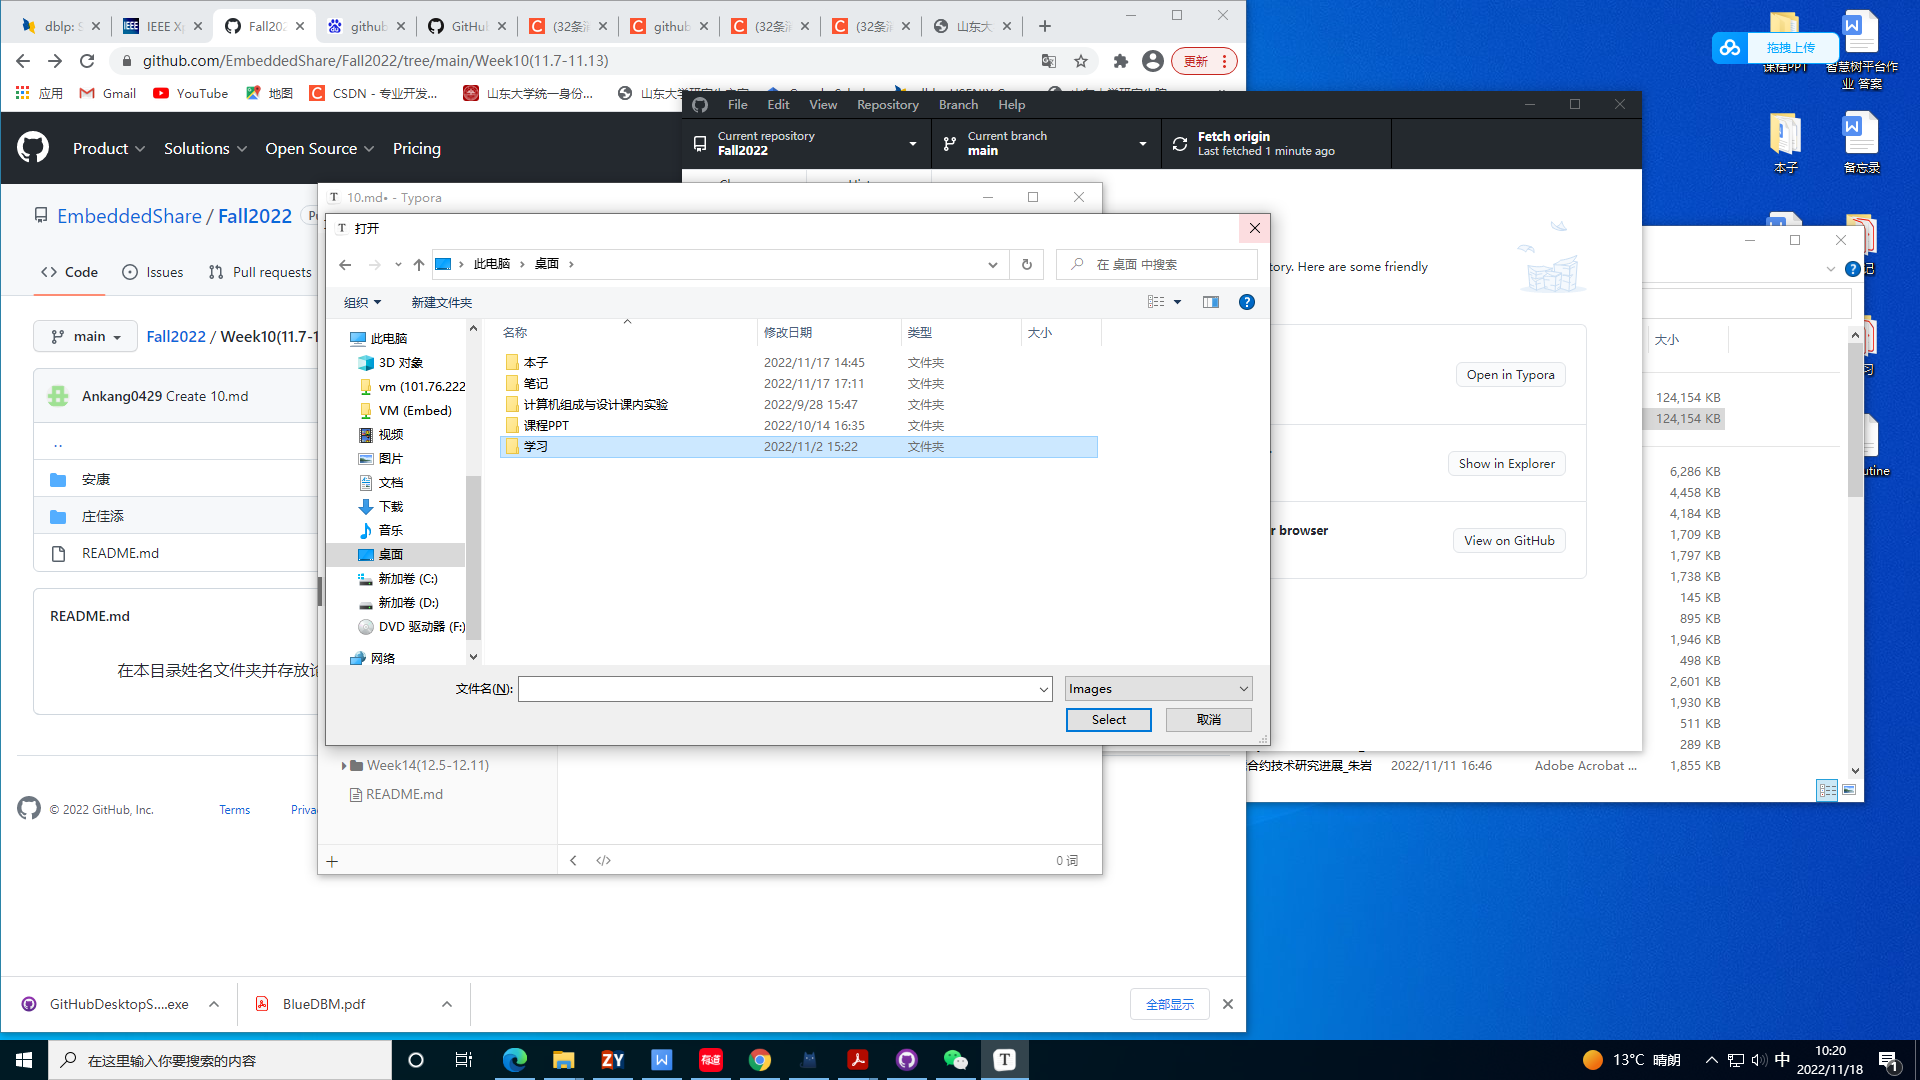 dblp: S
IEEE Xp
Fall202
github
GitHub
(32条消
github
(32条消
(32条消
山东大
github.com/EmbeddedShare/Fall2022/tree/main/Week10(11.7-11.13)
更新
应用
Gmail
YouTube
地图
CSDN - 专业开发...
山东大学统一身份...
Product
Solutions
Open Source
Pricing
EmbeddedShare / Fall2022
Code
Issues
Pull requests
main
Fall2022 / Week10(11.7-1
Ankang0429 Create 10.md
..
安康
庄佳添
README.md
README.md
在本目录姓名文件夹并存放论
© 2022 GitHub, Inc.
Terms
Priva
File
Edit
View
Repository
Branch
Help
Current repository
Fall2022
Current branch
main
Fetch origin
Last fetched 1 minute ago
tory. Here are some friendly
Open in Typora
Show in Explorer
r browser
View on GitHub
10.md• - Typora
打开
此电脑
桌面
在 桌面 中搜索
组织
新建文件夹
此电脑
3D 对象
vm (101.76.222
VM (Embed)
视频
图片
文档
下载
音乐
桌面
新加卷 (C:)
新加卷 (D:)
DVD 驱动器 (F:)
网络
名称
修改日期
类型
大小
本子 2022/11/17 14:45 文件夹
笔记 2022/11/17 17:11 文件夹
计算机组成与设计课内实验 2022/9/28 15:47 文件夹
课程PPT 2022/10/14 16:35 文件夹
学习 2022/11/2 15:22 文件夹
文件名(N):
Images
Select
取消
Week14(12.5-12.11)
README.md
0 词
大小
124,154 KB
124,154 KB
6,286 KB
4,458 KB
4,184 KB
1,709 KB
1,797 KB
1,738 KB
145 KB
895 KB
1,946 KB
498 KB
2,601 KB
1,930 KB
511 KB
289 KB
合约技术研究进展_朱岩 2022/11/11 16:46 Adobe Acrobat ... 1,855 KB
拖拽上传
课程PPT
智慧树平台作业 答案
本子
备忘录
GitHubDesktopS....exe
BlueDBM.pdf
全部显示
在这里输入你要搜索的内容
13°C 晴朗
中
10:20
2022/11/18
1